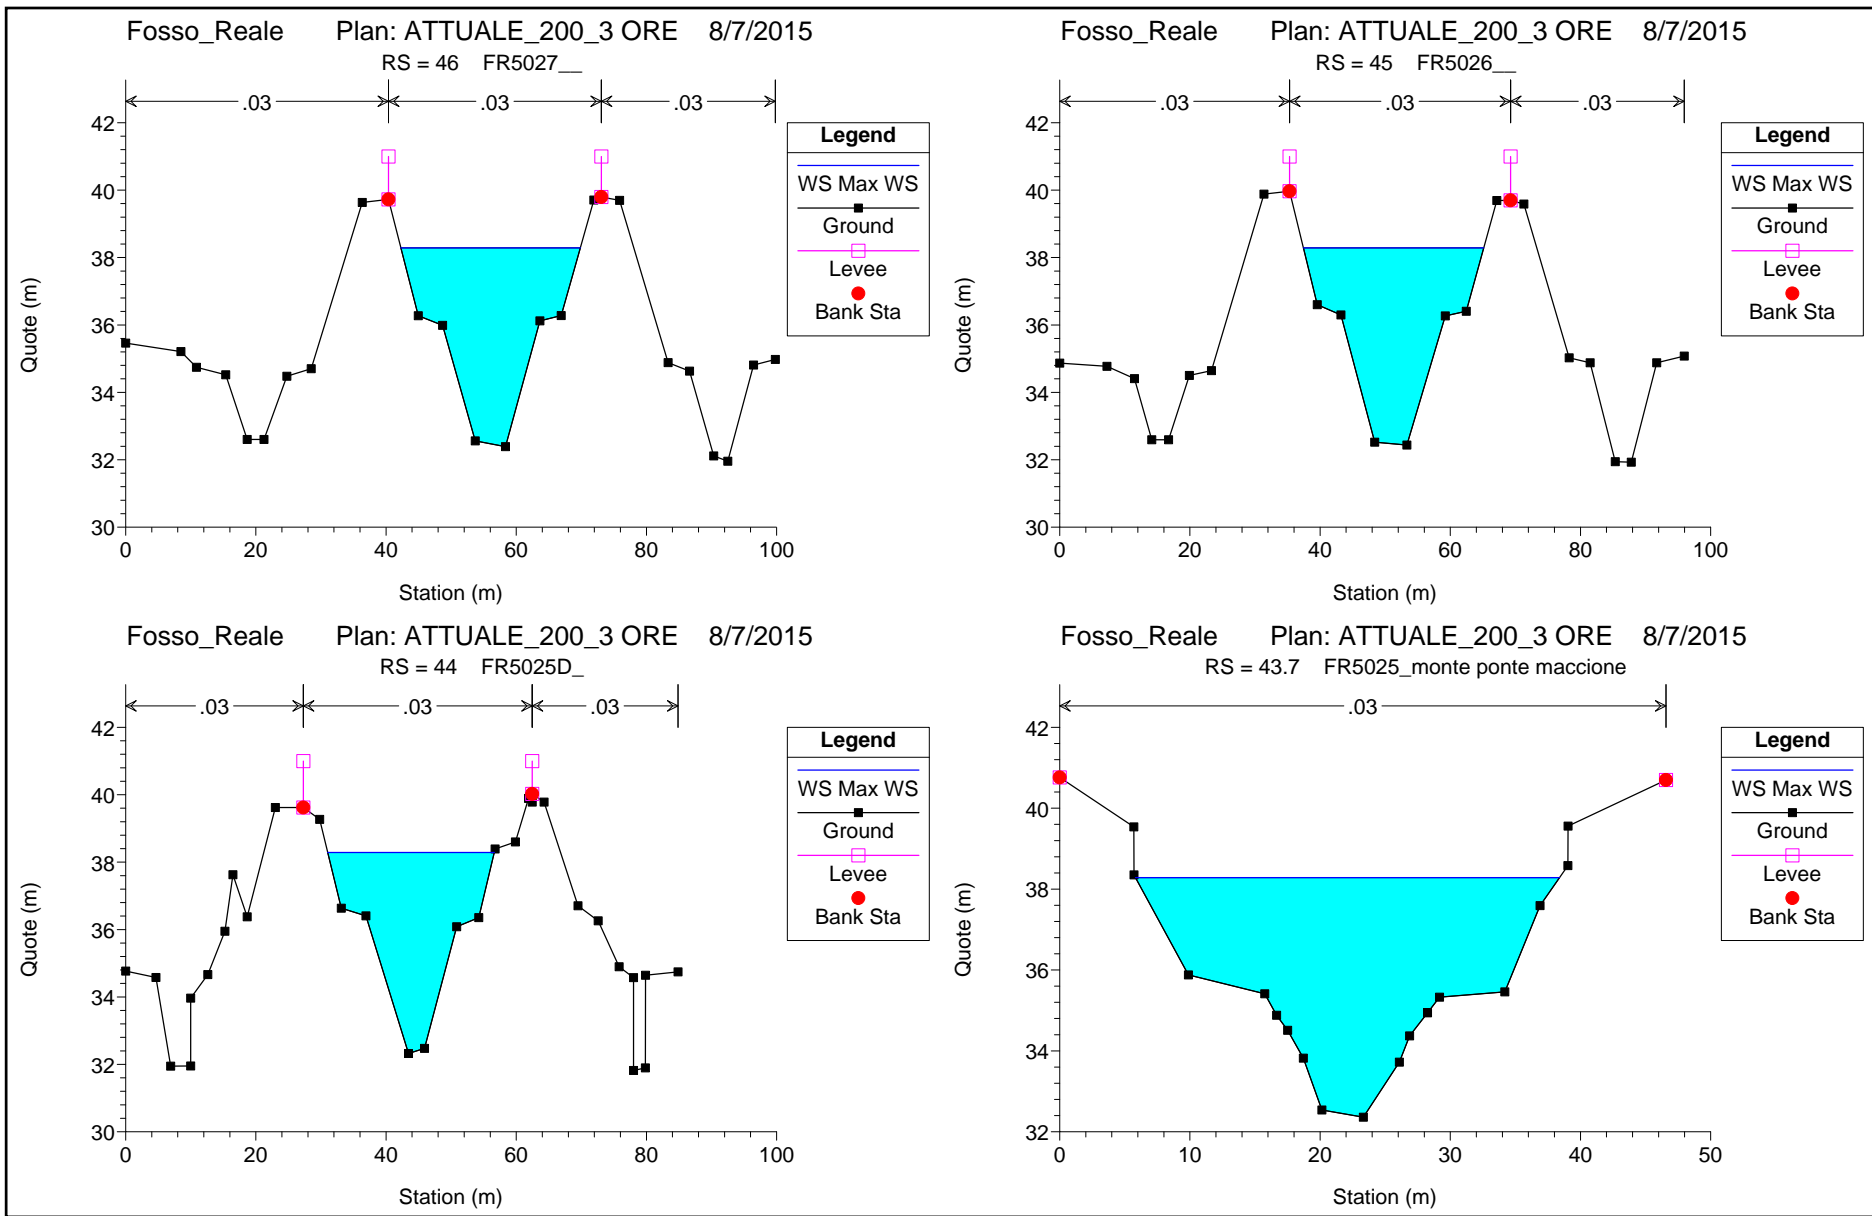 Fosso_Reale Plan: ATTUALE_200_3 ORE 8/7/2015
RS = 46 FR5027__
.03 .03 .03
42
40
38
36
34
32
30
Quote (m)
0 20 40 60 80 100
Station (m)
Legend
WS Max WS
Ground
Levee
Bank Sta
Fosso_Reale Plan: ATTUALE_200_3 ORE 8/7/2015
RS = 45 FR5026__
.03 .03 .03
42
40
38
36
34
32
30
Quote (m)
0 20 40 60 80 100
Station (m)
Legend
WS Max WS
Ground
Levee
Bank Sta
Fosso_Reale Plan: ATTUALE_200_3 ORE 8/7/2015
RS = 44 FR5025D_
.03 .03 .03
42
40
38
36
34
32
30
Quote (m)
0 20 40 60 80 100
Station (m)
Legend
WS Max WS
Ground
Levee
Bank Sta
Fosso_Reale Plan: ATTUALE_200_3 ORE 8/7/2015
RS = 43.7 FR5025_monte ponte maccione
.03
42
40
38
36
34
32
Quote (m)
0 10 20 30 40 50
Station (m)
Legend
WS Max WS
Ground
Levee
Bank Sta